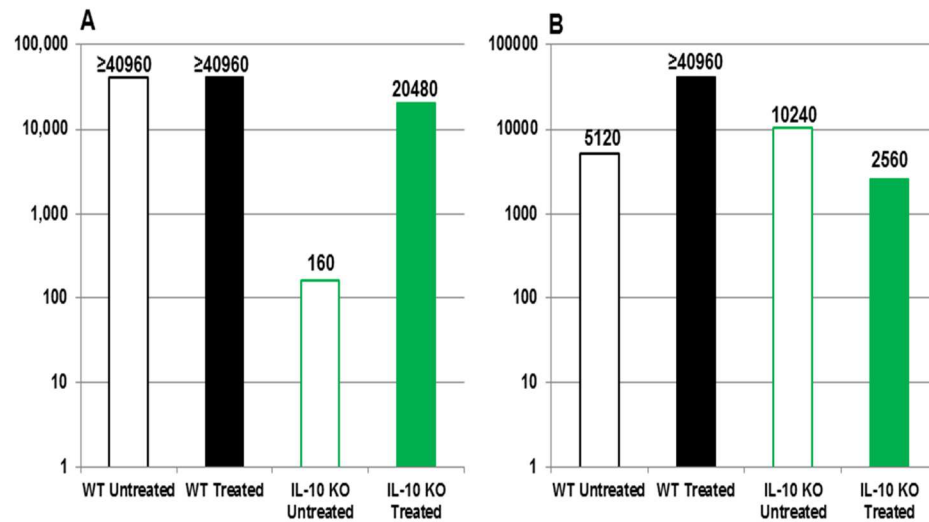 A
100,000
10,000
1,000
100
10
1
≥40960
≥40960
160
20480
WT Untreated
WT Treated
IL-10 KO
Untreated
IL-10 KO
Treated
B
100000
10000
1000
100
10
1
5120
≥40960
10240
2560
WT Untreated
WT Treated
IL-10 KO
Untreated
IL-10 KO
Treated